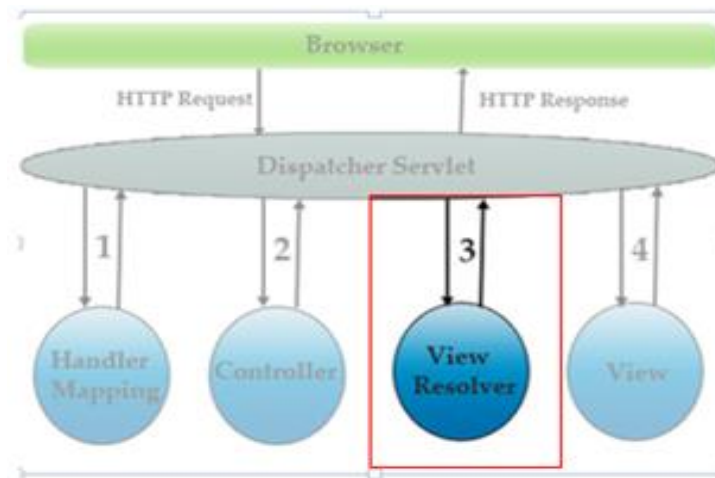 Browser
HTTP Request
HTTP Response
Dispatcher Servlet
1
2
3
4
Handler
Mapping
Controller
View
Resolver
View